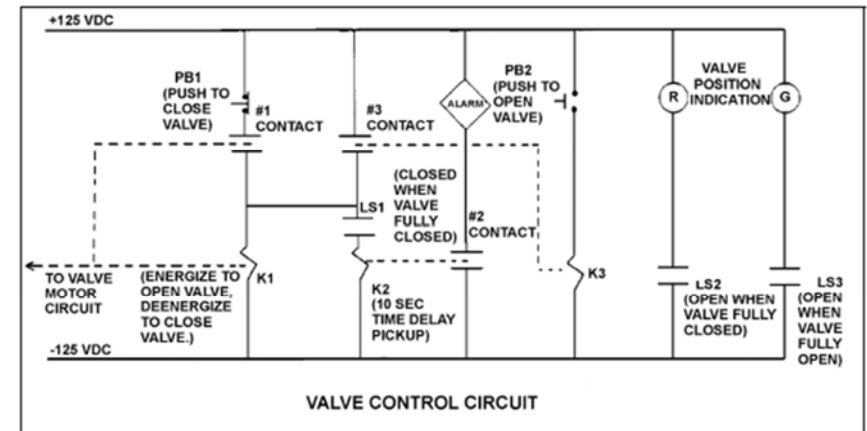 +125 VDC
PB1
(PUSH TO
CLOSE
VALVE)
#1
CONTACT
#3
CONTACT
ALARM
PB2
(PUSH TO
OPEN
VALVE)
R
VALVE
POSITION
INDICATION
G
(CLOSED
WHEN
VALVE
FULLY
CLOSED)
LS1
#2
CONTACT
TO VALVE
MOTOR
CIRCUIT
(ENERGIZE TO
OPEN VALVE,
DEENERGIZE
TO CLOSE
VALVE.)
K1
K2
(10 SEC
TIME DELAY
PICKUP)
K3
LS2
(OPEN WHEN
VALVE FULLY
CLOSED)
LS3
(OPEN
WHEN
VALVE
FULLY
OPEN)
-125 VDC
VALVE CONTROL CIRCUIT